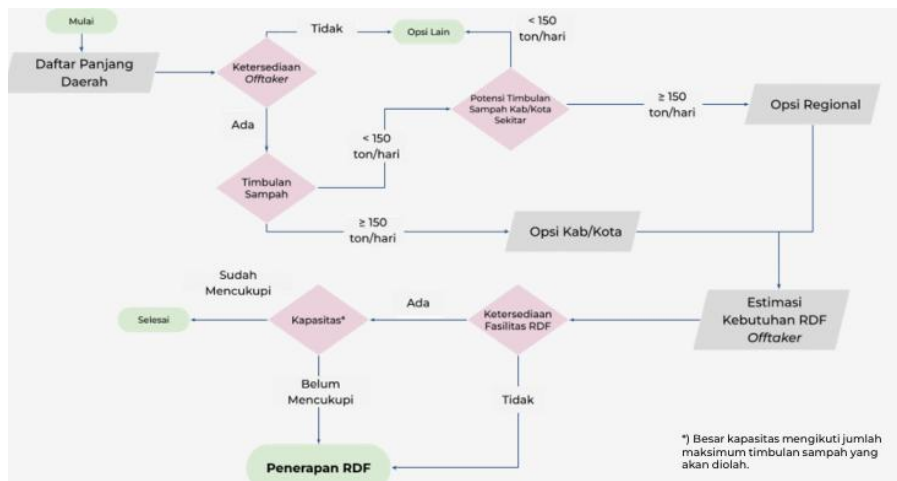 Mulai
Daftar Panjang
Daerah
Tidak
Opsi Lain
< 150
ton/hari
Ketersediaan
Offtaker
Potensi Timbulan
Sampah Kab/Kota
Sekitar
≥ 150
ton/hari
Opsi Regional
Ada
< 150
ton/hari
Timbulan
Sampah
≥ 150
ton/hari
Opsi Kab/Kota
Sudah
Mencukupi
Selesai
Kapasitas*
Ada
Ketersediaan
Fasilitas RDF
Estimasi
Kebutuhan RDF
Offtaker
Belum
Mencukupi
Tidak
Penerapan RDF
*) Besar kapasitas mengikuti jumlah
maksimum timbulan sampah yang
akan diolah.